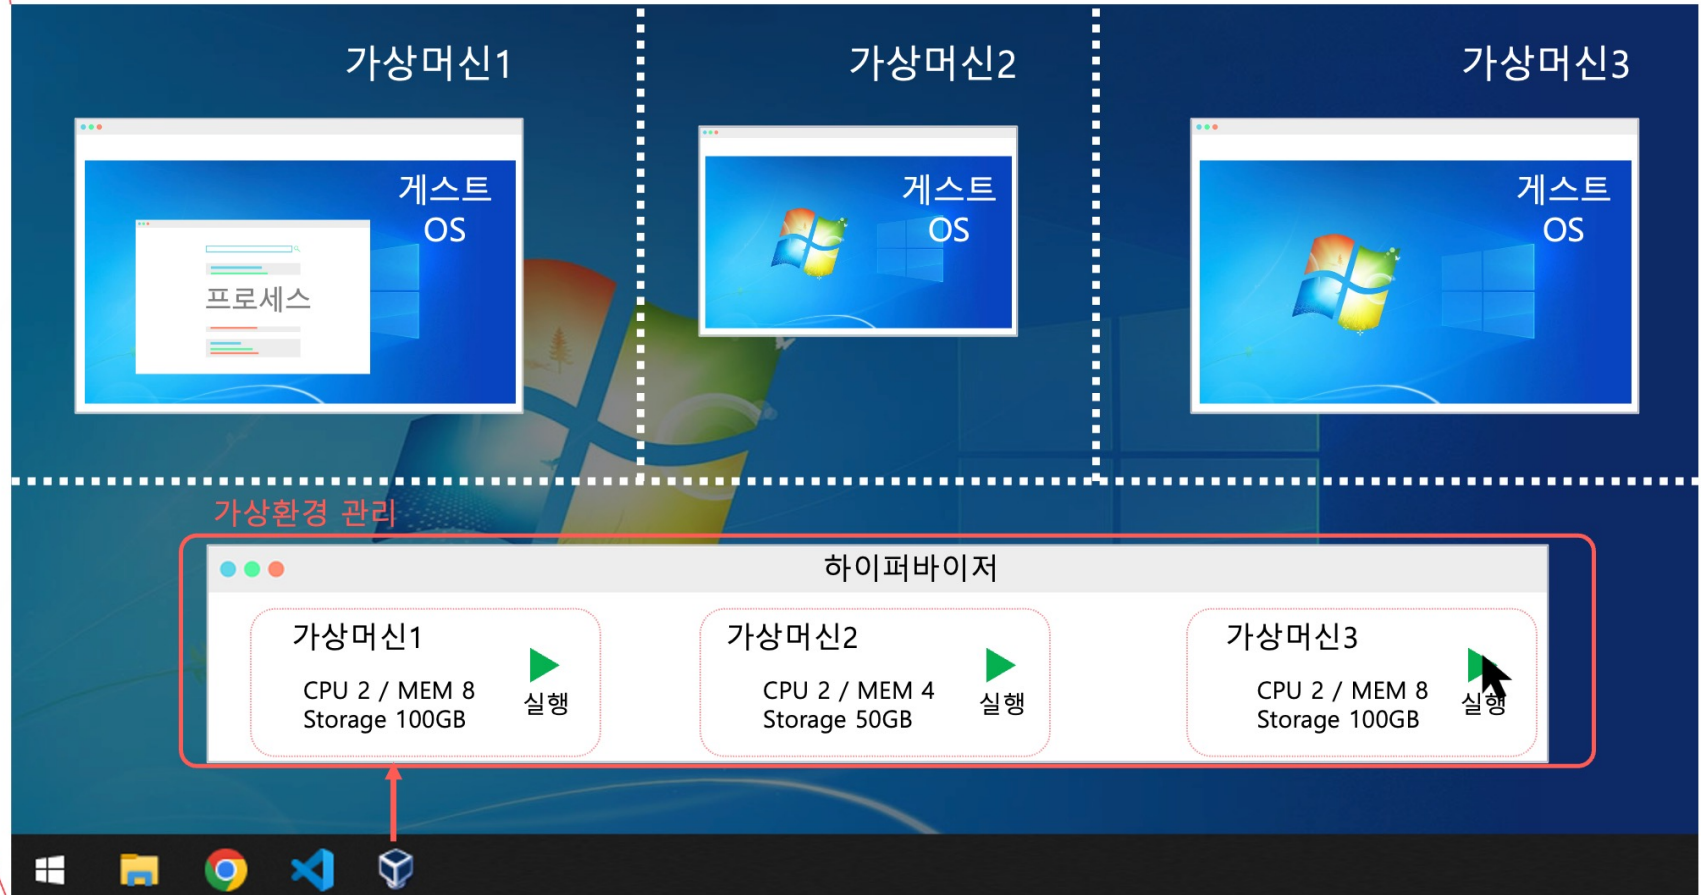 가상머신1
가상머신2
가상머신3
게스트
OS
프로세스
게스트
OS
게스트
OS
가상환경 관리
하이퍼바이저
가상머신1
CPU 2 / MEM 8
Storage 100GB
실행
가상머신2
CPU 2 / MEM 4
Storage 50GB
실행
가상머신3
CPU 2 / MEM 8
Storage 100GB
실행